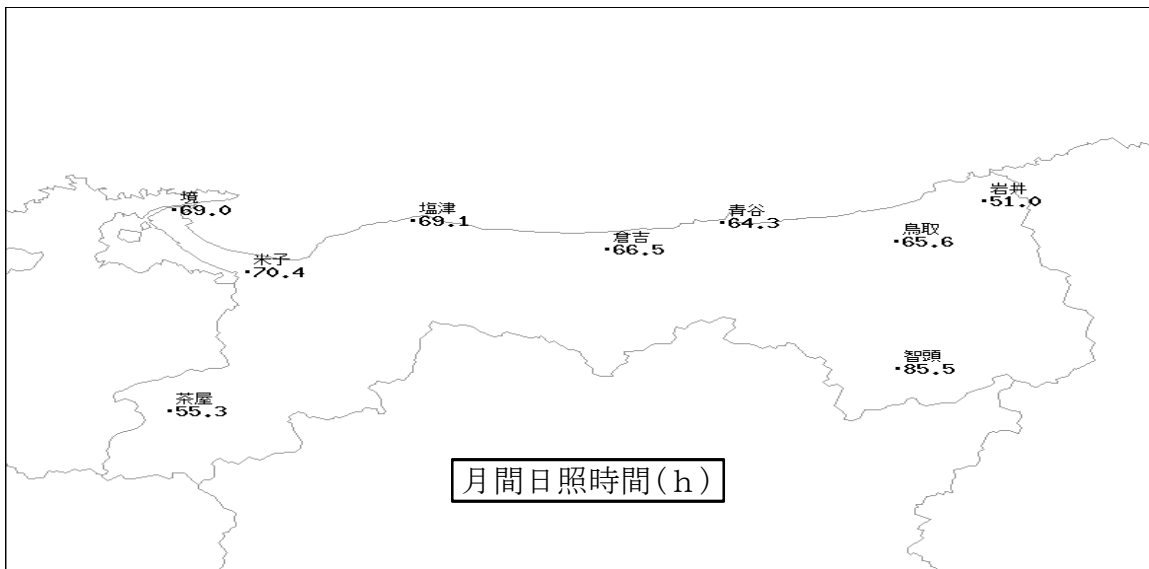 境
69.0
米子
70.4
塩津
69.1
倉吉
66.5
青谷
64.3
鳥取
65.6
岩井
51.0
智頭
85.5
茶屋
55.3
月間日照時間(ｈ)